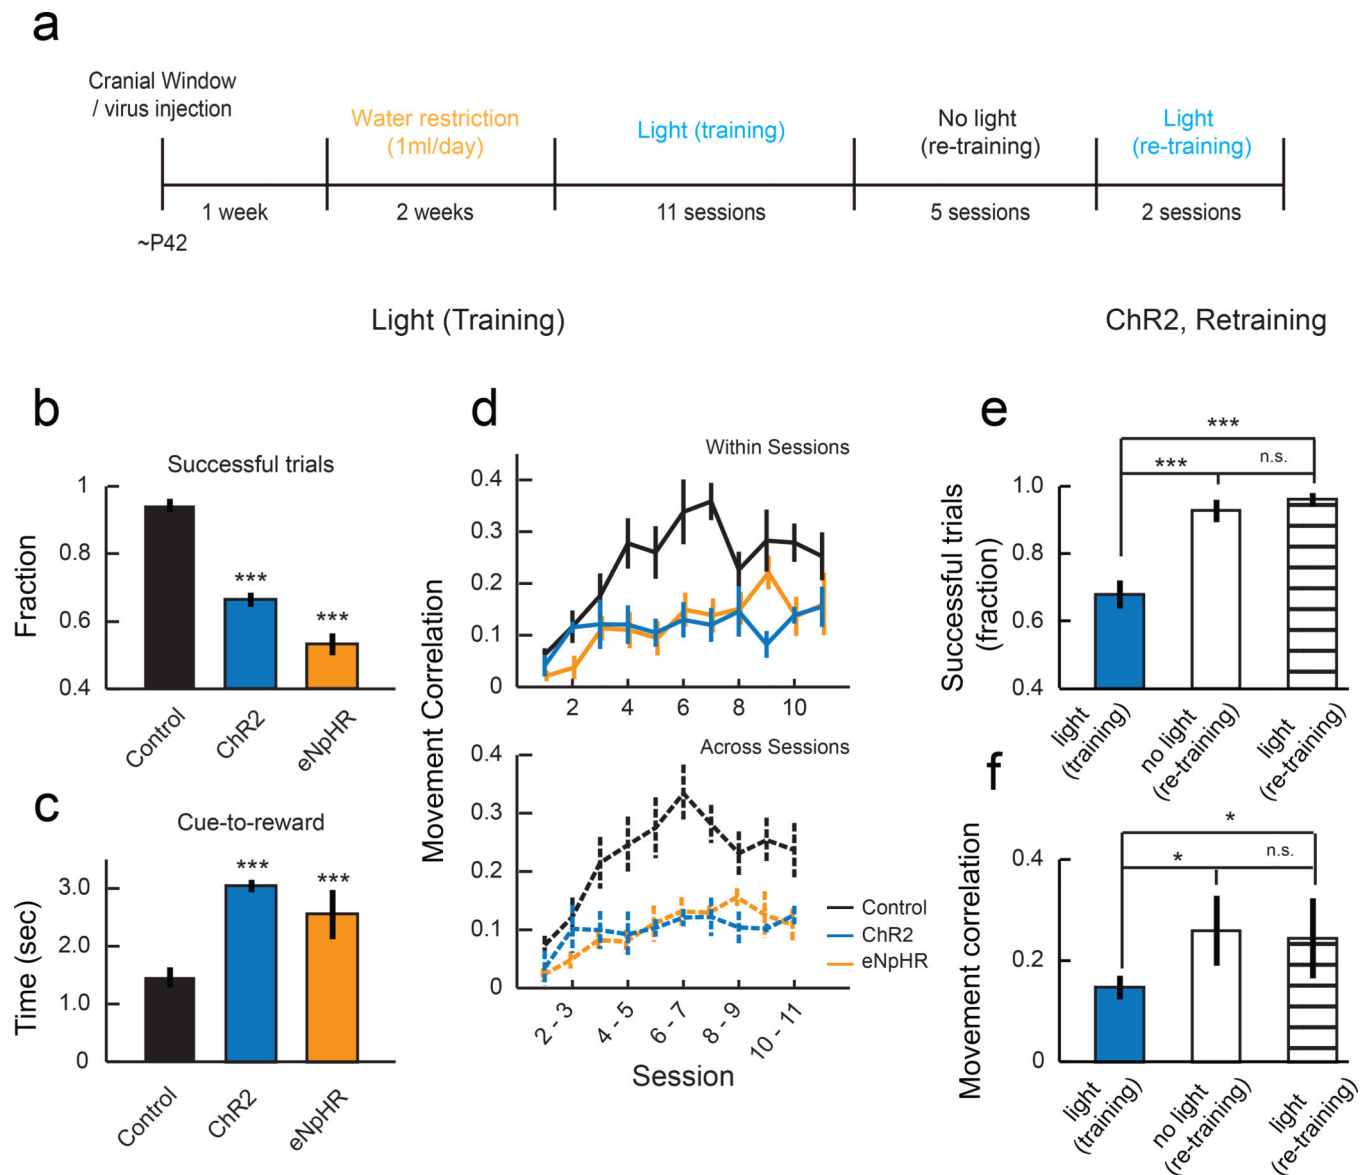 a
Cranial Window
/ virus injection
Water restriction
(1ml/day)
Light (training)
No light
(re-training)
Light
(re-training)
1 week
2 weeks
11 sessions
5 sessions
2 sessions
~P42
Light (Training)
ChR2, Retraining
b
Successful trials
Fraction
1
0.8
0.6
0.4
***
***
Control
ChR2
eNpHR
c
Cue-to-reward
Time (sec)
3.0
2.0
1.0
0
***
***
Control
ChR2
eNpHR
d
Within Sessions
Movement Correlation
0.4
0.3
0.2
0.1
0
2
4
6
8
10
Across Sessions
0.4
0.3
0.2
0.1
0
2 - 3
4 - 5
6 - 7
8 - 9
10 - 11
Session
Control
ChR2
eNpHR
e
Successful trials
(fraction)
1.0
0.8
0.6
0.4
***
***
n.s.
light
(training)
no light
(re-training)
light
(re-training)
f
Movement correlation
0.4
0.2
0
*
*
n.s.
light
(training)
no light
(re-training)
light
(re-training)